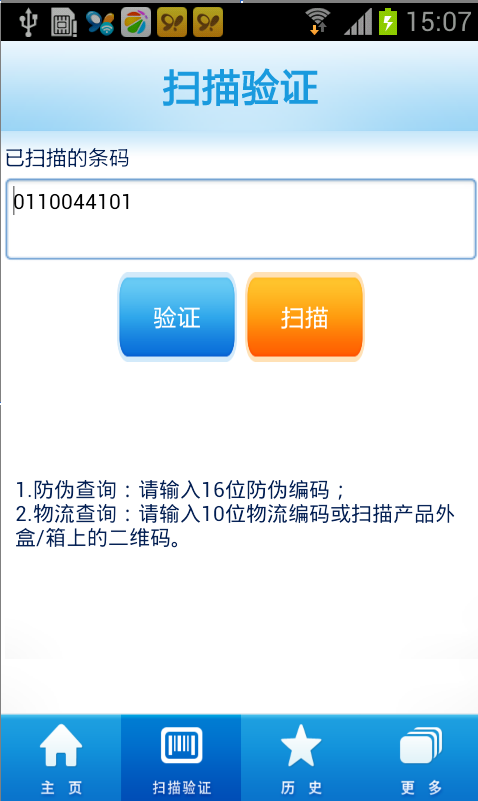 15:07
扫描验证
已扫描的条码
0110044101
验证
扫描
1.防伪查询：请输入16位防伪编码；
2.物流查询：请输入10位物流编码或扫描产品外
盒/箱上的二维码。
主 页
扫描验证
历 史
更 多